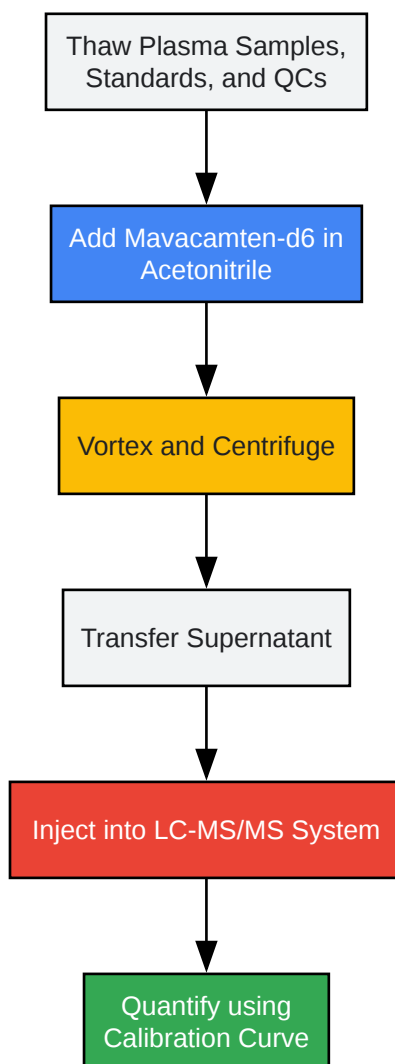 Thaw Plasma Samples,
Standards, and QCs
Add Mavacamten-d6 in
Acetonitrile
Vortex and Centrifuge
Transfer Supernatant
Inject into LC-MS/MS System
Quantify using
Calibration Curve